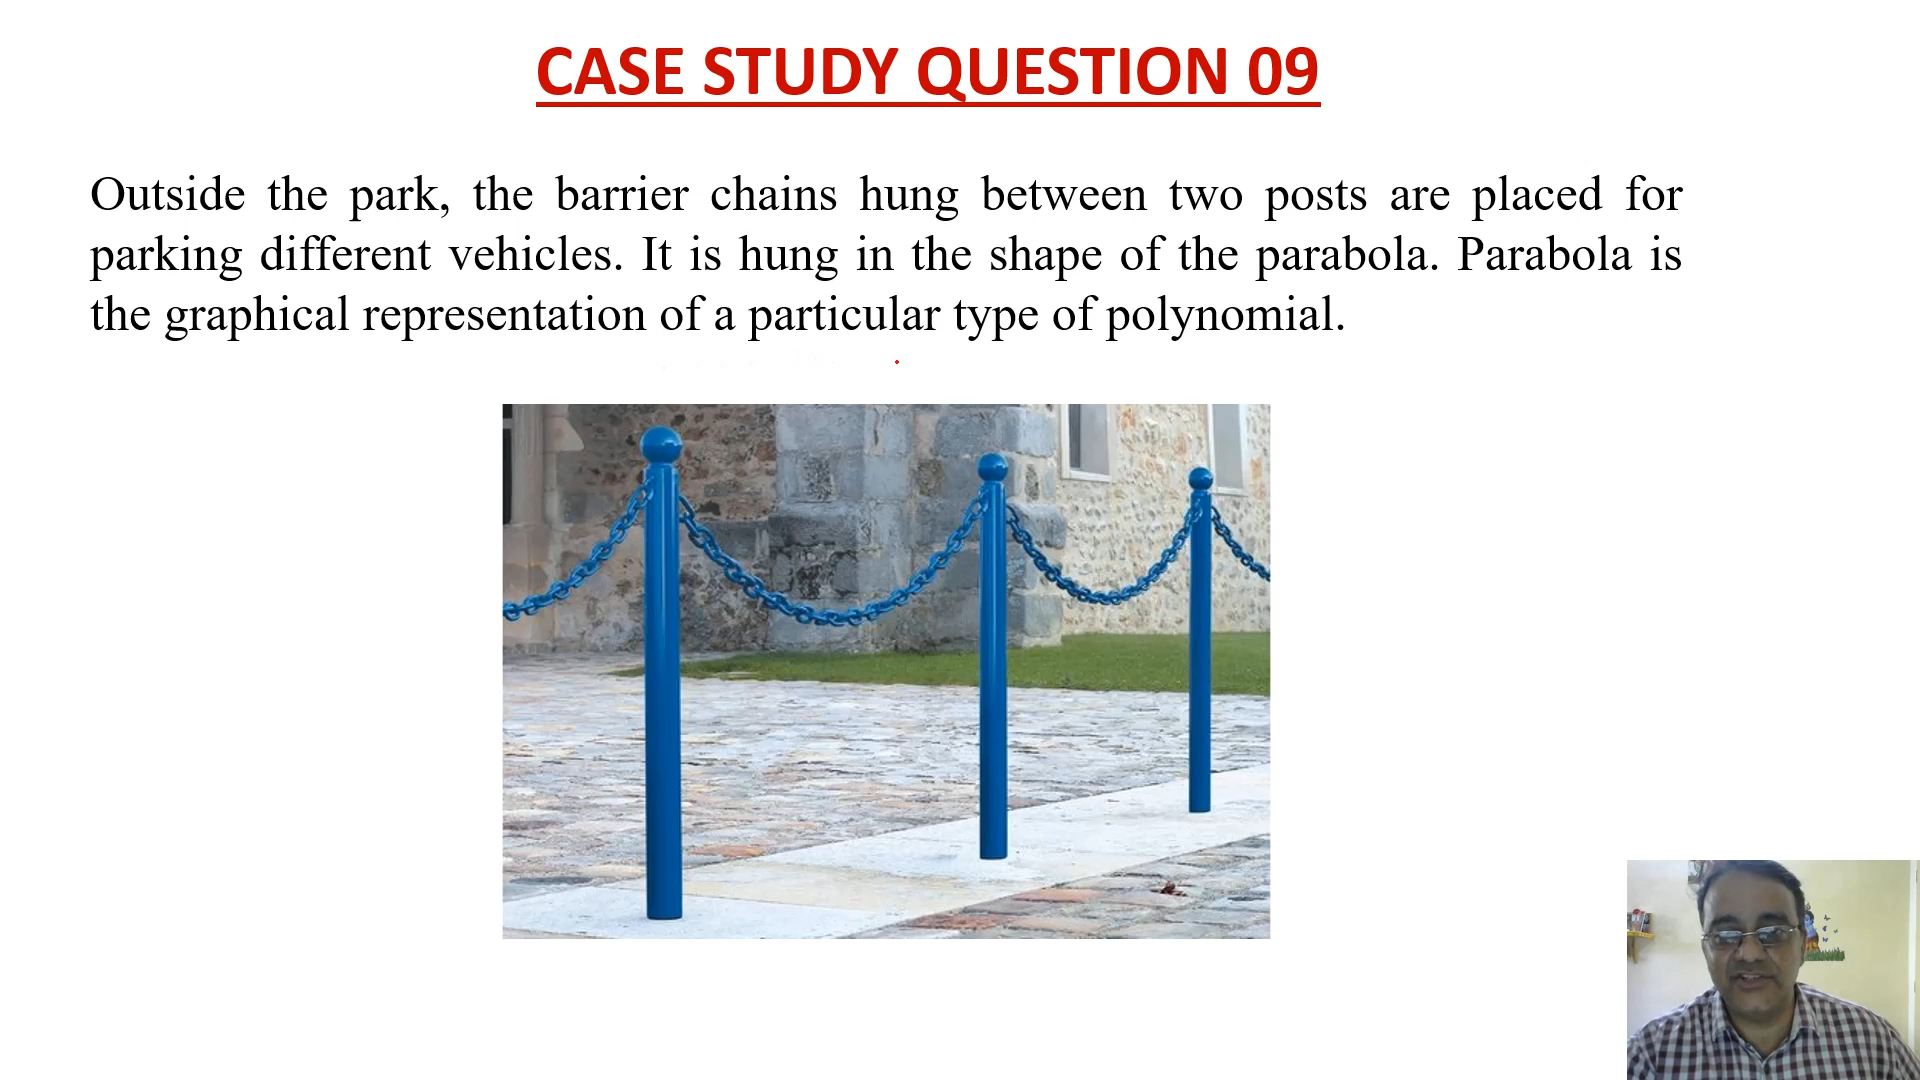 CASE STUDY QUESTION 09
Outside the park, the barrier chains hung between two posts are placed for
parking different vehicles. It is hung in the shape of the parabola. Parabola is
the graphical representation of a particular type of polynomial.